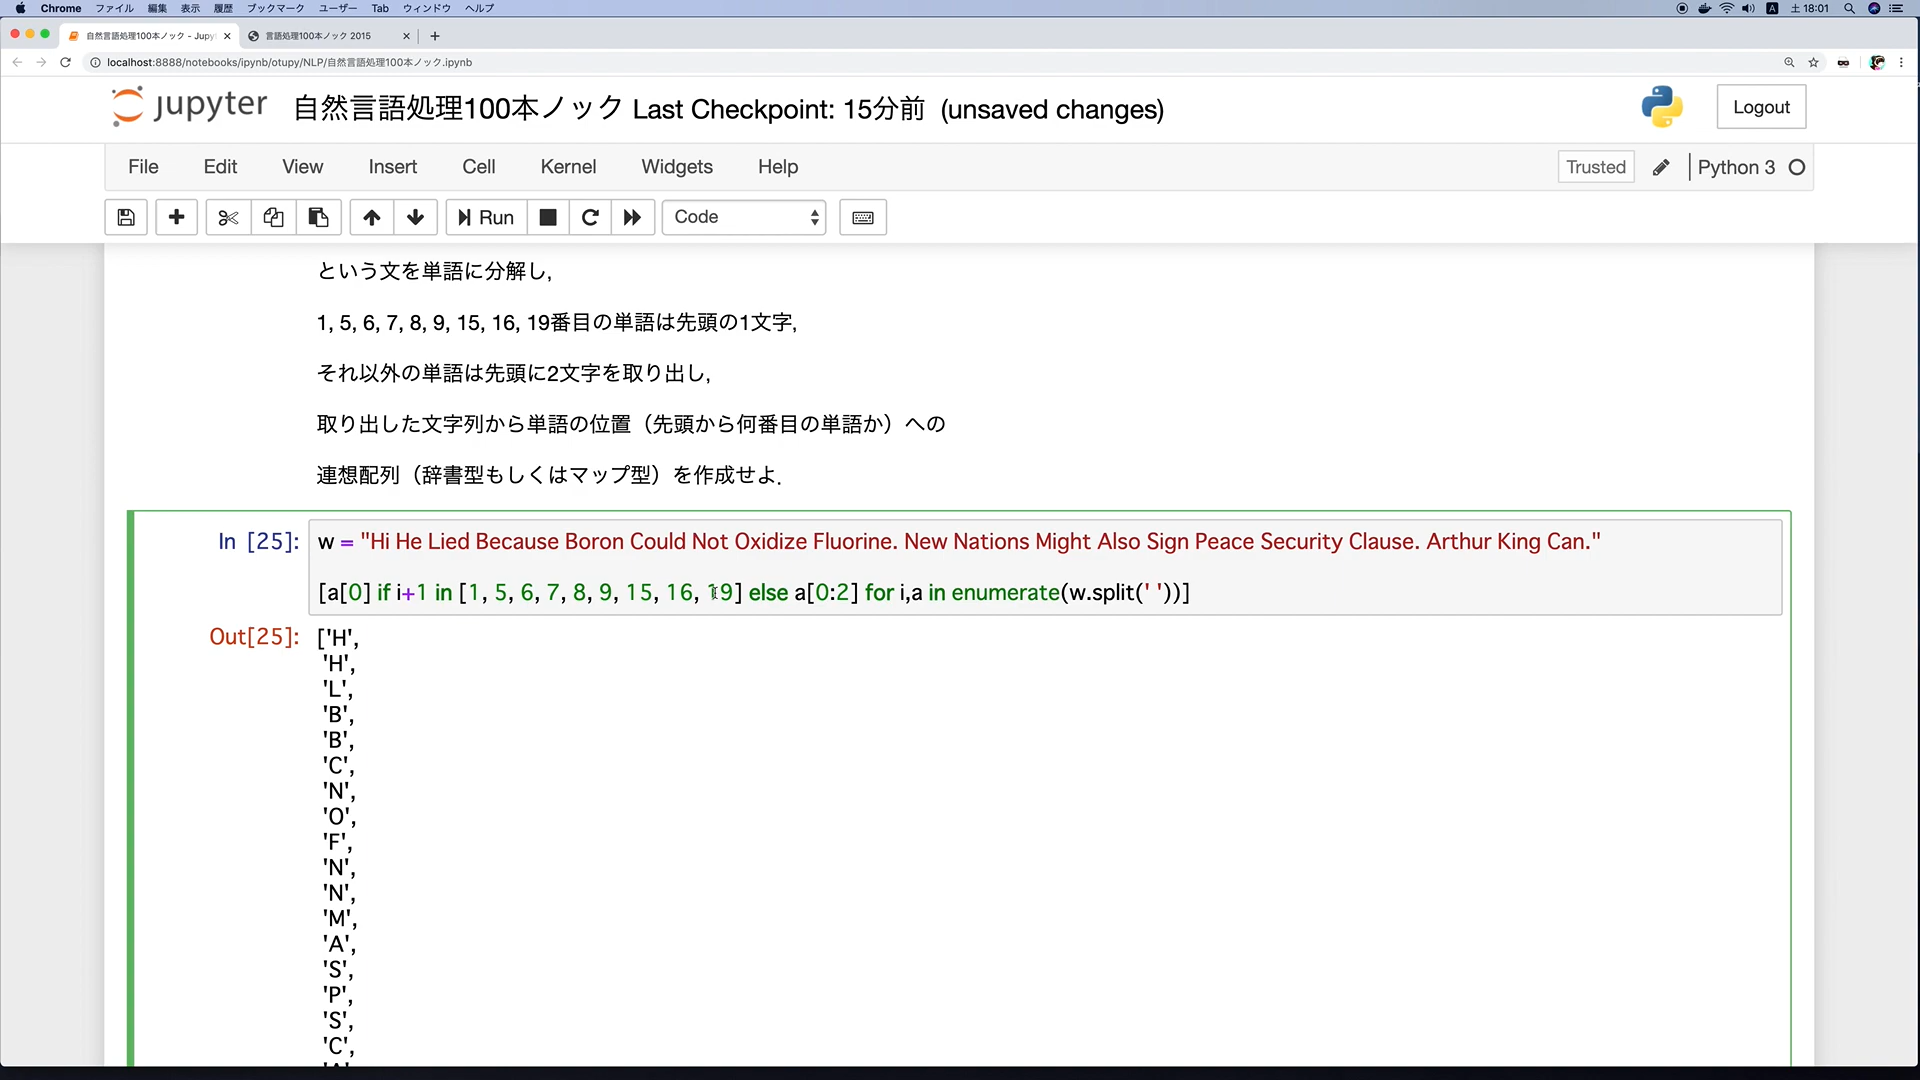 Chrome ファイル 編集 表示 履歴 ブックマーク ユーザー Tab ウィンドウ ヘルプ A 土 18:01
自然言語処理100本ノック - Jupy 言語処理100本ノック 2015
localhost:8888/notebooks/ipynb/otupy/NLP/自然言語処理100本ノック.ipynb
jupyter 自然言語処理100本ノック Last Checkpoint: 15分前 (unsaved changes) Logout
File Edit View Insert Cell Kernel Widgets Help Trusted Python 3
Run Code
という文を単語に分解し,
1, 5, 6, 7, 8, 9, 15, 16, 19番目の単語は先頭の1文字,
それ以外の単語は先頭に2文字を取り出し,
取り出した文字列から単語の位置（先頭から何番目の単語か）への
連想配列（辞書型もしくはマップ型）を作成せよ.
In [25]: w = "Hi He Lied Because Boron Could Not Oxidize Fluorine. New Nations Might Also Sign Peace Security Clause. Arthur King Can."
[a[0] if i+1 in [1, 5, 6, 7, 8, 9, 15, 16, 19] else a[0:2] for i,a in enumerate(w.split(' '))]
Out[25]: ['H',
'H',
'L',
'B',
'B',
'C',
'N',
'O',
'F',
'N',
'N',
'M',
'A',
'S',
'P',
'S',
'C',